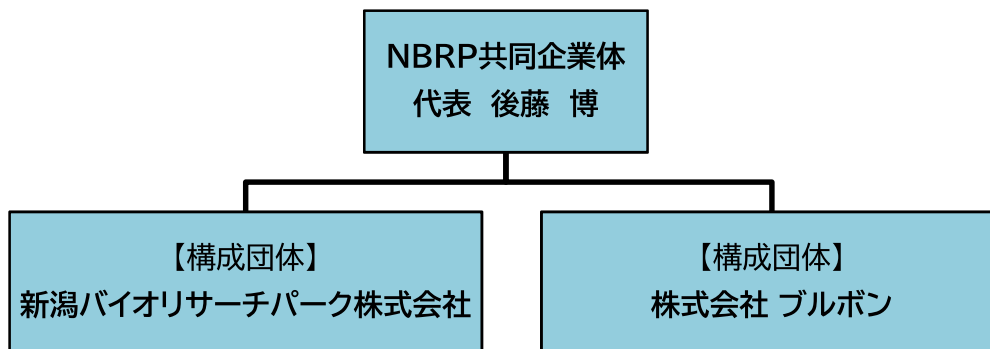 NBRP共同企業体
代表　後藤　博
【構成団体】
新潟バイオリサーチパーク株式会社
【構成団体】
株式会社 ブルボン